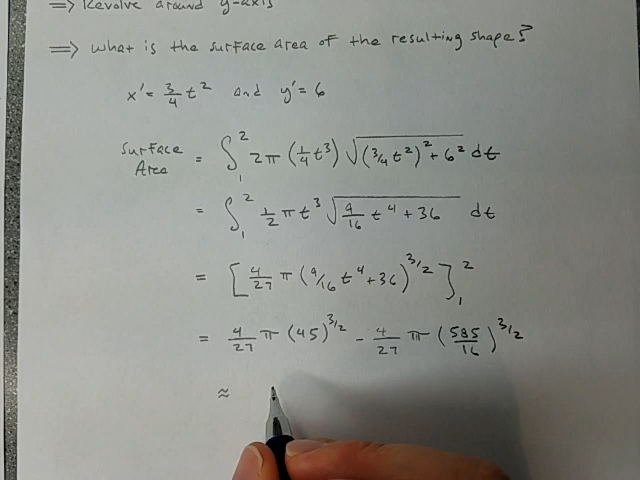 ⇒ Revolve around y-axis
⇒ What is the surface area of the resulting shape?
x' = 3/4 t² and y' = 6
Surface Area = ∫₁² 2π (1/4 t³) √((3/4 t²)² + 6²) dt
= ∫₁² 1/2 π t³ √(9/16 t⁴ + 36) dt
= [4/27 π (9/16 t⁴ + 36)^(3/2)]₁²
= 4/27 π (45)^(3/2) - 4/27 π (585/16)^(3/2)
≈